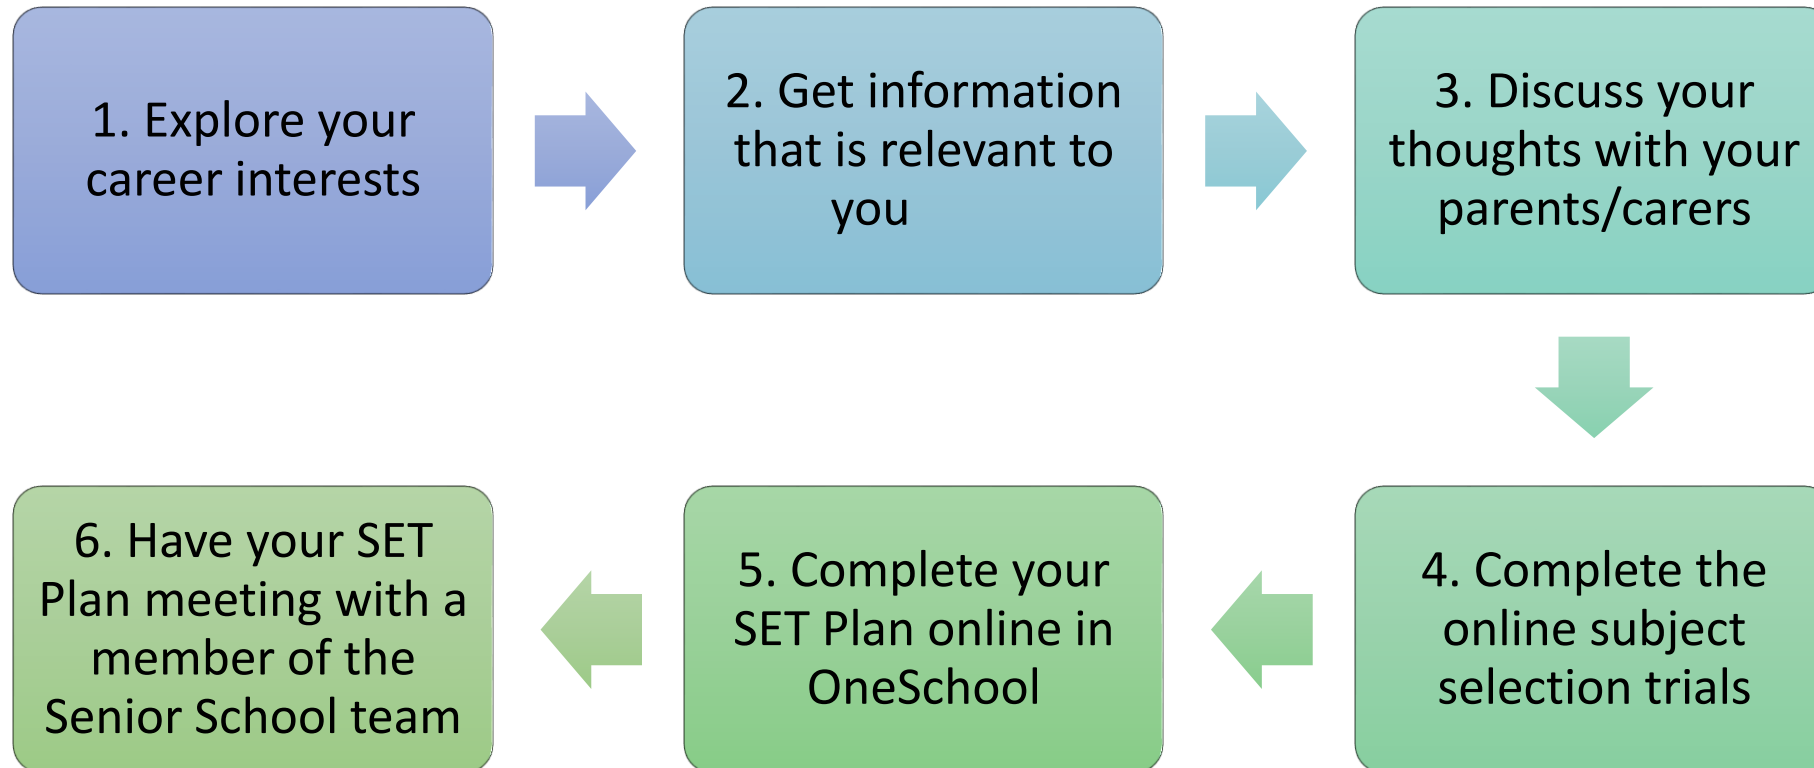 1. Explore your
career interests
2. Get information
that is relevant to
you
3. Discuss your
thoughts with your
parents/carers
4. Complete the
online subject
selection trials
5. Complete your
SET Plan online in
OneSchool
6. Have your SET
Plan meeting with a
member of the
Senior School team